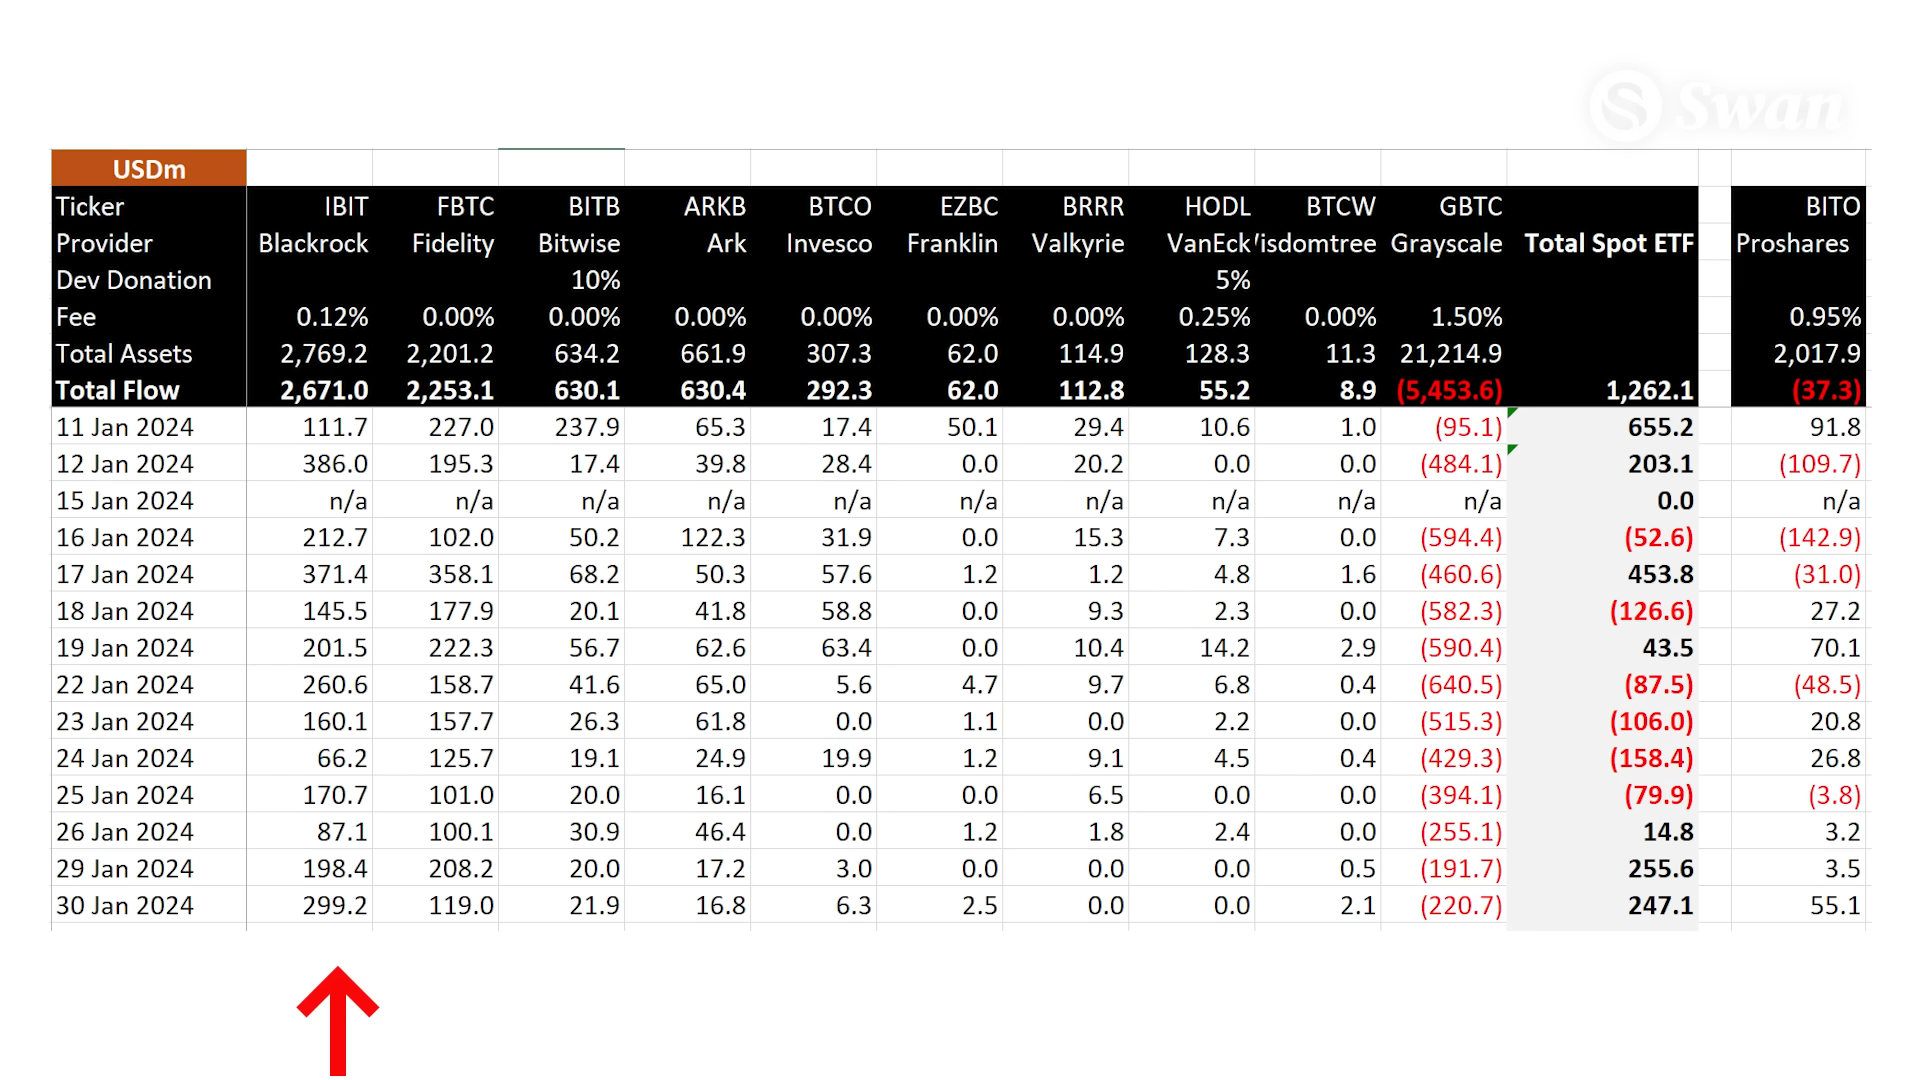 Swan
USDm
Ticker IBIT FBTC BITB ARKB BTCO EZBC BRRR HODL BTCW GBTC BITO
Provider Blackrock Fidelity Bitwise Ark Invesco Franklin Valkyrie VanEck isdomtree Grayscale Total Spot ETF Proshares
Dev Donation 10% 5%
Fee 0.12% 0.00% 0.00% 0.00% 0.00% 0.00% 0.00% 0.25% 0.00% 1.50% 0.95%
Total Assets 2,769.2 2,201.2 634.2 661.9 307.3 62.0 114.9 128.3 11.3 21,214.9 2,017.9
Total Flow 2,671.0 2,253.1 630.1 630.4 292.3 62.0 112.8 55.2 8.9 (5,453.6) 1,262.1 (37.3)
11 Jan 2024 111.7 227.0 237.9 65.3 17.4 50.1 29.4 10.6 1.0 (95.1) 655.2 91.8
12 Jan 2024 386.0 195.3 17.4 39.8 28.4 0.0 20.2 0.0 0.0 (484.1) 203.1 (109.7)
15 Jan 2024 n/a n/a n/a n/a n/a n/a n/a n/a n/a n/a 0.0 n/a
16 Jan 2024 212.7 102.0 50.2 122.3 31.9 0.0 15.3 7.3 0.0 (594.4) (52.6) (142.9)
17 Jan 2024 371.4 358.1 68.2 50.3 57.6 1.2 1.2 4.8 1.6 (460.6) 453.8 (31.0)
18 Jan 2024 145.5 177.9 20.1 41.8 58.8 0.0 9.3 2.3 0.0 (582.3) (126.6) 27.2
19 Jan 2024 201.5 222.3 56.7 62.6 63.4 0.0 10.4 14.2 2.9 (590.4) 43.5 70.1
22 Jan 2024 260.6 158.7 41.6 65.0 5.6 4.7 9.7 6.8 0.4 (640.5) (87.5) (48.5)
23 Jan 2024 160.1 157.7 26.3 61.8 0.0 1.1 0.0 2.2 0.0 (515.3) (106.0) 20.8
24 Jan 2024 66.2 125.7 19.1 24.9 19.9 1.2 9.1 4.5 0.4 (429.3) (158.4) 26.8
25 Jan 2024 170.7 101.0 20.0 16.1 0.0 0.0 6.5 0.0 0.0 (394.1) (79.9) (3.8)
26 Jan 2024 87.1 100.1 30.9 46.4 0.0 1.2 1.8 2.4 0.0 (255.1) 14.8 3.2
29 Jan 2024 198.4 208.2 20.0 17.2 3.0 0.0 0.0 0.0 0.5 (191.7) 255.6 3.5
30 Jan 2024 299.2 119.0 21.9 16.8 6.3 2.5 0.0 0.0 2.1 (220.7) 247.1 55.1